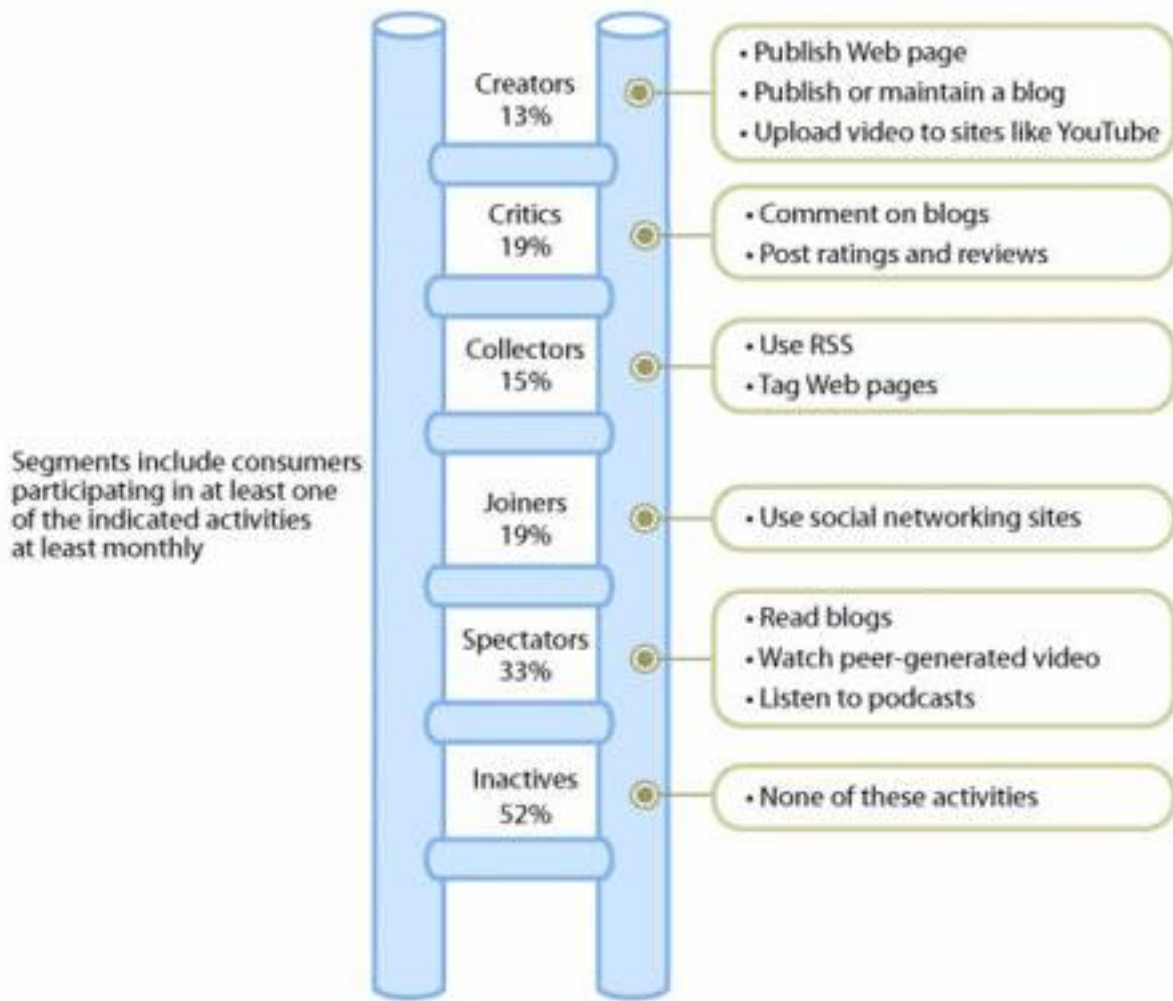 Creators
13%
• Publish Web page
• Publish or maintain a blog
• Upload video to sites like YouTube
Critics
19%
• Comment on blogs
• Post ratings and reviews
Collectors
15%
• Use RSS
• Tag Web pages
Segments include consumers
participating in at least one
of the indicated activities
at least monthly
Joiners
19%
• Use social networking sites
Spectators
33%
• Read blogs
• Watch peer-generated video
• Listen to podcasts
Inactives
52%
• None of these activities